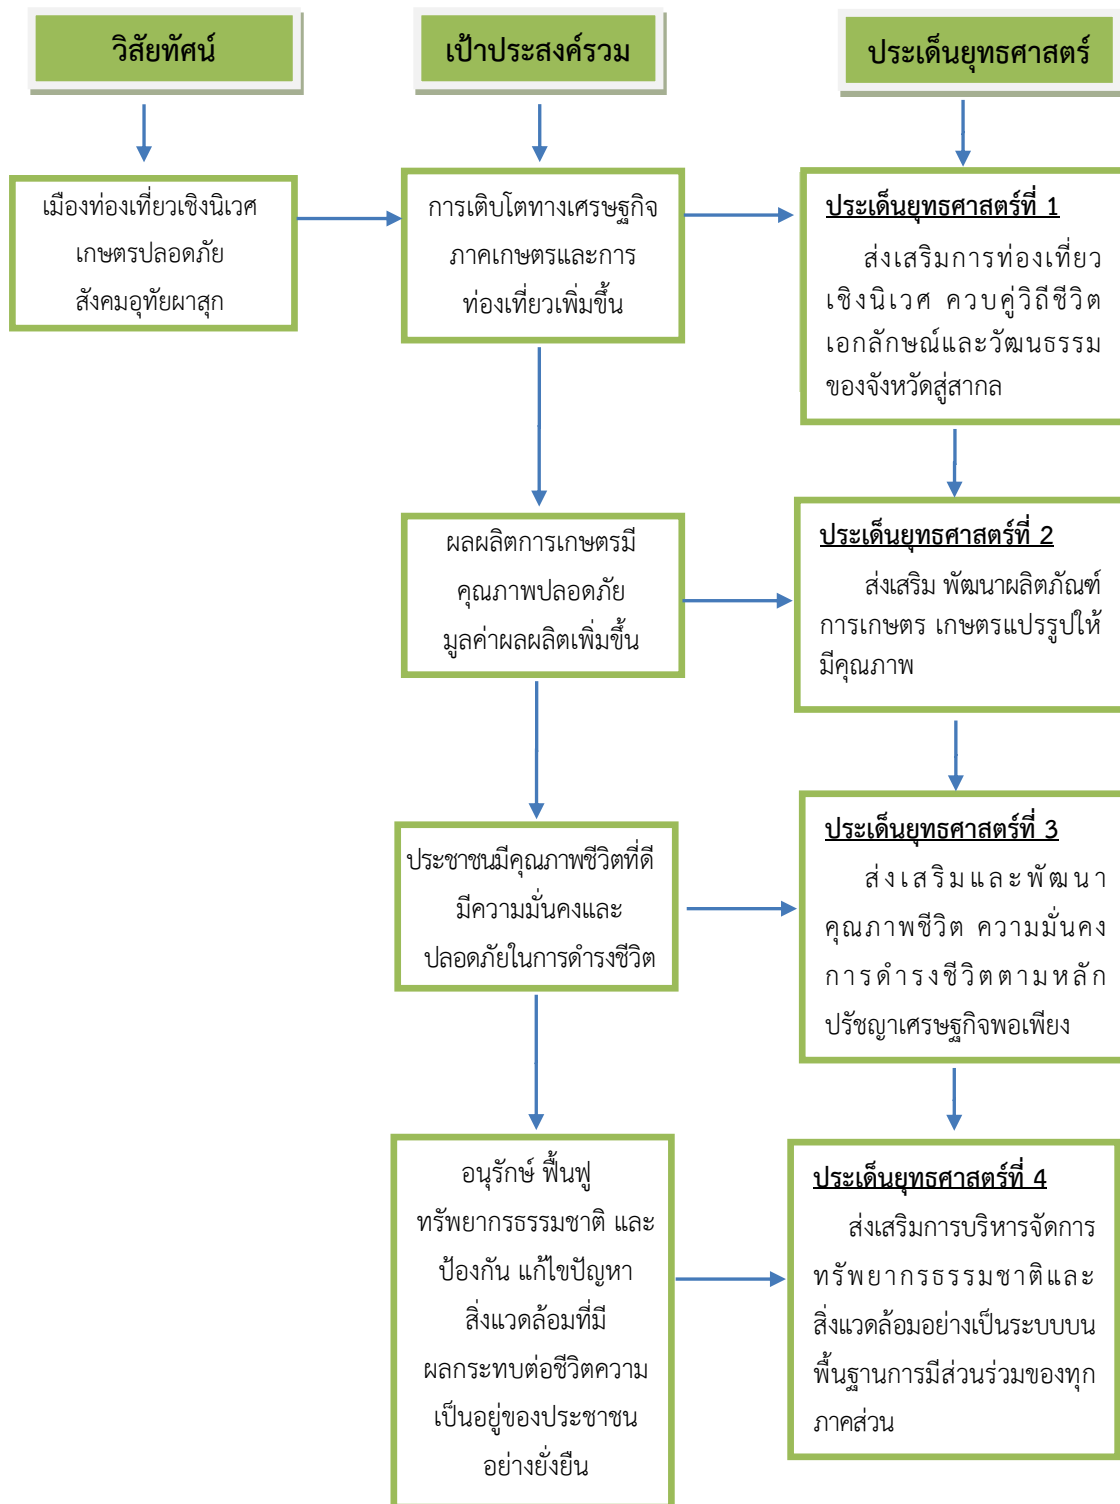 วิสัยทัศน์
เป้าประสงค์รวม
ประเด็นยุทธศาสตร์
เมืองท่องเที่ยวเชิงนิเวศ
เกษตรปลอดภัย
สังคมอุทัยผาสุก
การเติบโตทางเศรษฐกิจ
ภาคเกษตรและการ
ท่องเที่ยวเพิ่มขึ้น
ประเด็นยุทธศาสตร์ที่ 1
ส่งเสริมการท่องเที่ยว
เชิงนิเวศ ควบคู่วิถีชีวิต
เอกลักษณ์และวัฒนธรรม
ของจังหวัดสู่สากล
ผลผลิตการเกษตรมี
คุณภาพปลอดภัย
มูลค่าผลผลิตเพิ่มขึ้น
ประเด็นยุทธศาสตร์ที่ 2
ส่งเสริม พัฒนาผลิตภัณฑ์
การเกษตร เกษตรแปรรูปให้
มีคุณภาพ
ประชาชนมีคุณภาพชีวิตที่ดี
มีความมั่นคงและ
ปลอดภัยในการดำรงชีวิต
ประเด็นยุทธศาสตร์ที่ 3
ส่งเสริมและพัฒนา
คุณภาพชีวิต ความมั่นคง
การดำรงชีวิตตามหลัก
ปรัชญาเศรษฐกิจพอเพียง
อนุรักษ์ ฟื้นฟู
ทรัพยากรธรรมชาติ และ
ป้องกัน แก้ไขปัญหา
สิ่งแวดล้อมที่มี
ผลกระทบต่อชีวิตความ
เป็นอยู่ของประชาชน
อย่างยั่งยืน
ประเด็นยุทธศาสตร์ที่ 4
ส่งเสริมการบริหารจัดการ
ทรัพยากรธรรมชาติและ
สิ่งแวดล้อมอย่างเป็นระบบบน
พื้นฐานการมีส่วนร่วมของทุก
ภาคส่วน